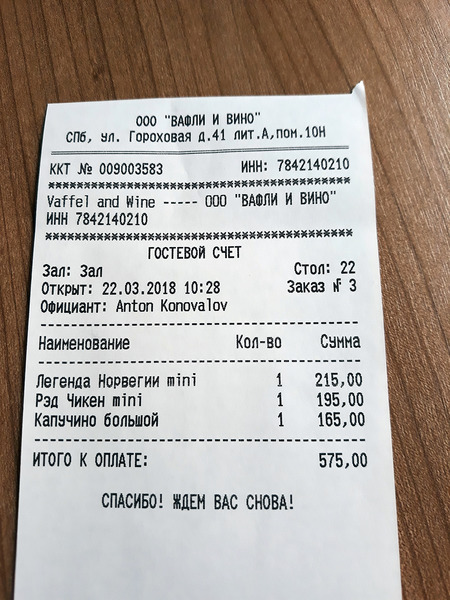 ООО "ВАФЛИ И ВИНО"
СПб, ул. Гороховая д.41 лит.А,пом.10Н
ККТ № 009003583 ИНН: 7842140210
****************************************
Vaffel and Wine ----- ООО "ВАФЛИ И ВИНО"
ИНН 7842140210
****************************************
ГОСТЕВОЙ СЧЕТ
Зал: Зал Стол: 22
Открыт: 22.03.2018 10:28 Заказ № 3
Официант: Anton Konovalov
----------------------------------------
Наименование Кол-во Сумма
----------------------------------------
Легенда Норвегии mini 1 215,00
Рэд Чикен mini 1 195,00
Капучино большой 1 165,00
----------------------------------------
ИТОГО К ОПЛАТЕ: 575,00
СПАСИБО! ЖДЕМ ВАС СНОВА!